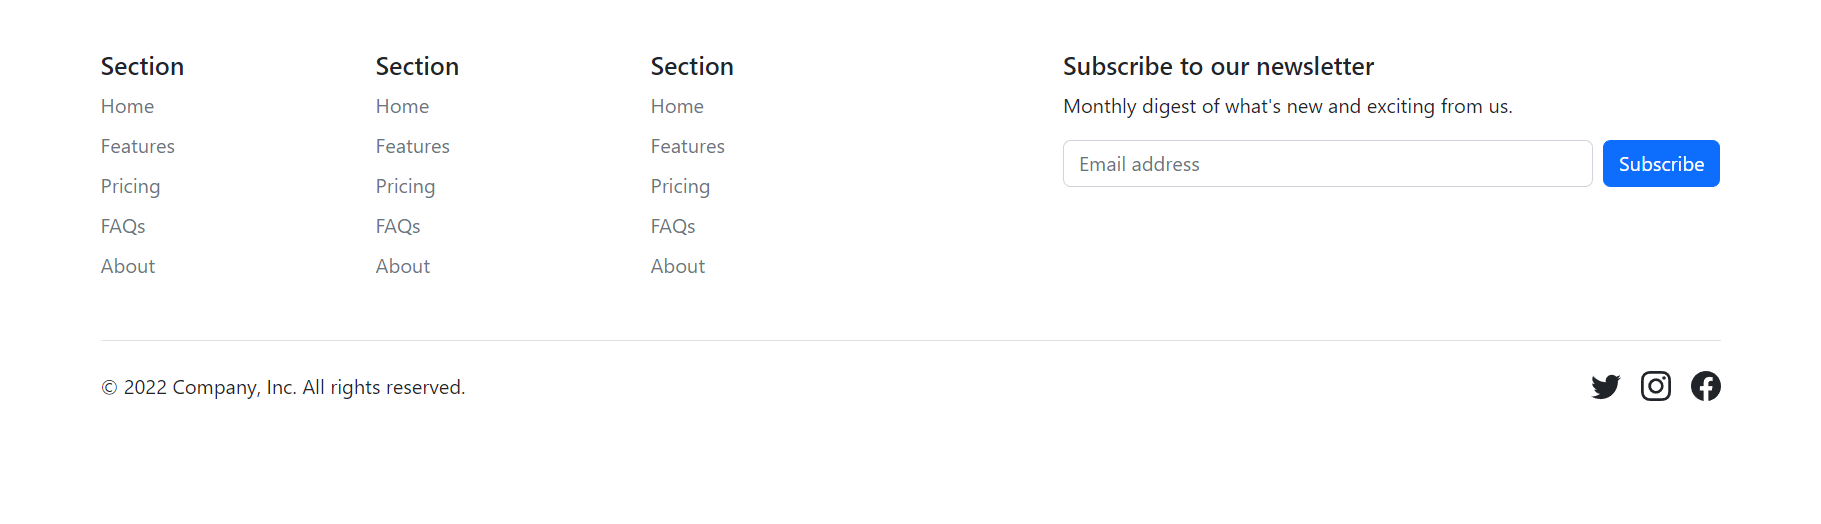 Section
Home
Features
Pricing
FAQs
About
Section
Home
Features
Pricing
FAQs
About
Section
Home
Features
Pricing
FAQs
About
Subscribe to our newsletter
Monthly digest of what's new and exciting from us.
Email address
Subscribe
© 2022 Company, Inc. All rights reserved.